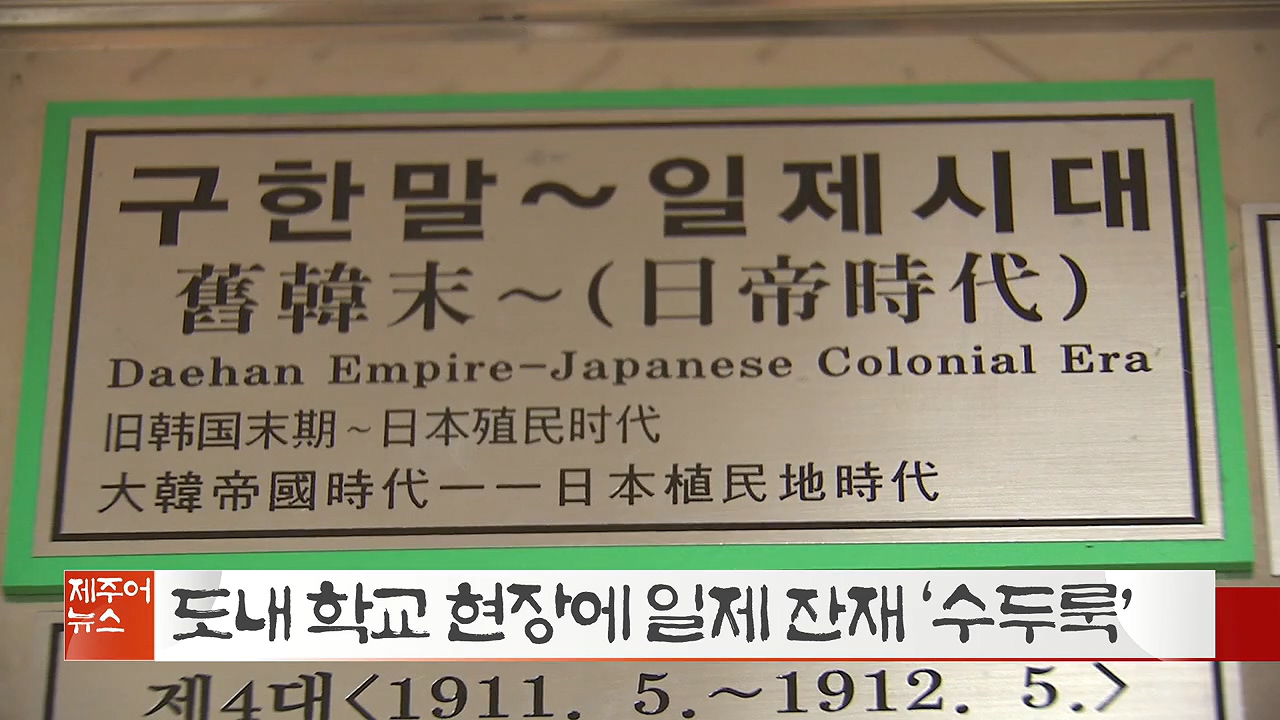 구한말~일제시대
舊韓末~(日帝時代)
Daehan Empire-Japanese Colonial Era
旧韩国末期~日本殖民时代
大韓帝國時代――日本植民地時代
제주어
뉴스
도내 학교 현장에 일제 잔재 ‘수두룩’
제4대<1911. 5.~1912. 5.>